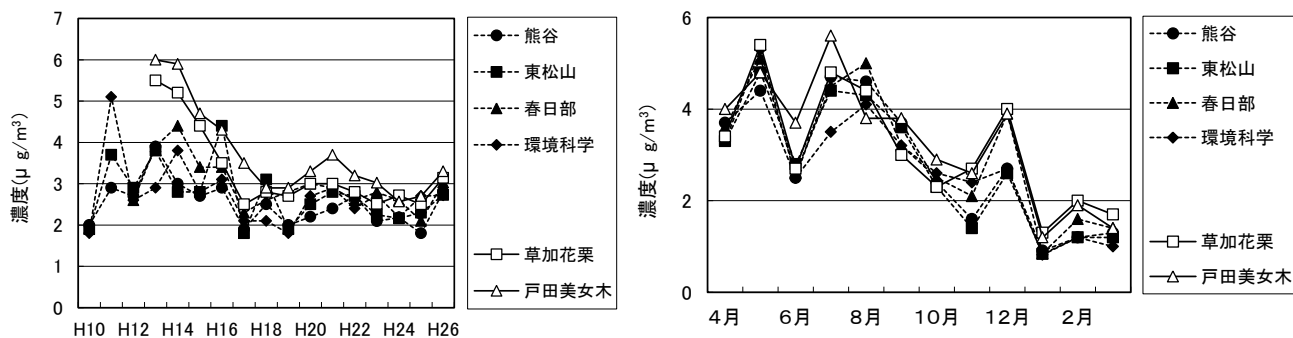 濃度(μ g/m³)
7
6
5
4
3
2
1
0
H10 H12 H14 H16 H18 H20 H22 H24 H26
熊谷
東松山
春日部
環境科学
草加花栗
戸田美女木
濃度(μ g/m³)
6
4
2
0
4月 6月 8月 10月 12月 2月
熊谷
東松山
春日部
環境科学
草加花栗
戸田美女木